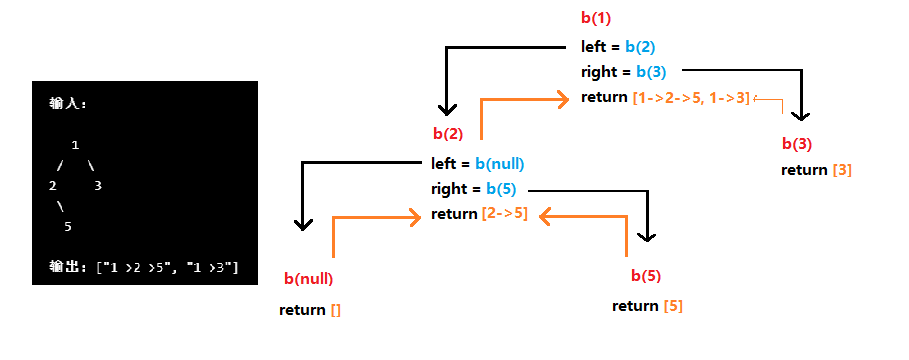 输入:
1
/ \
2 3
\
5
输出: ["1->2->5", "1->3"]
b(1)
left = b(2)
right = b(3)
return [1->2->5, 1->3]
b(2)
left = b(null)
right = b(5)
return [2->5]
b(3)
return [3]
b(null)
return []
b(5)
return [5]